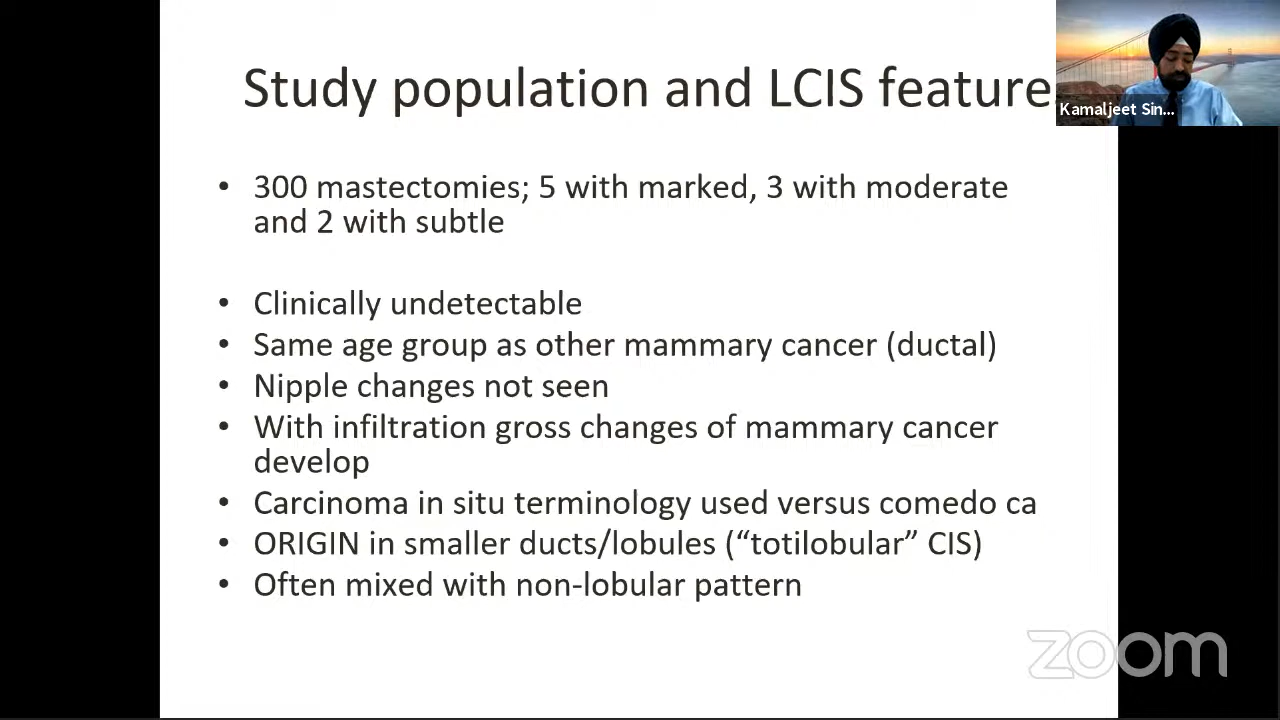 Study population and LCIS feature
Kamaljeet Sin...
• 300 mastectomies; 5 with marked, 3 with moderate
and 2 with subtle
• Clinically undetectable
• Same age group as other mammary cancer (ductal)
• Nipple changes not seen
• With infiltration gross changes of mammary cancer
develop
• Carcinoma in situ terminology used versus comedo ca
• ORIGIN in smaller ducts/lobules (“totilobular” CIS)
• Often mixed with non-lobular pattern
zoom